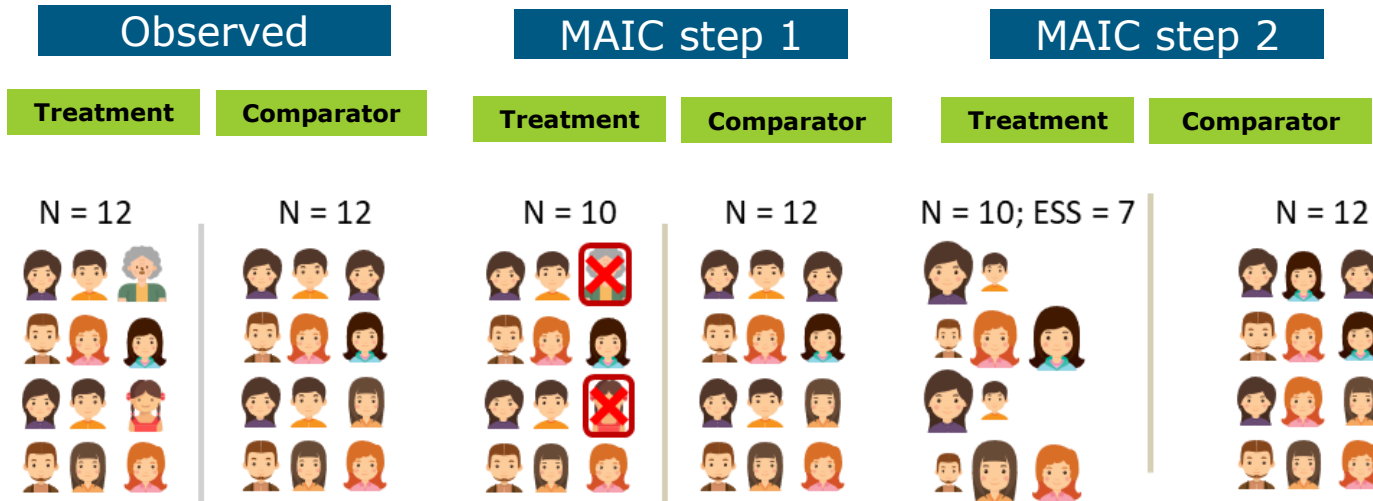 Observed
MAIC step 1
MAIC step 2
Treatment
Comparator
Treatment
Comparator
Treatment
Comparator
N = 12
N = 12
N = 10
N = 12
N = 10; ESS = 7
N = 12